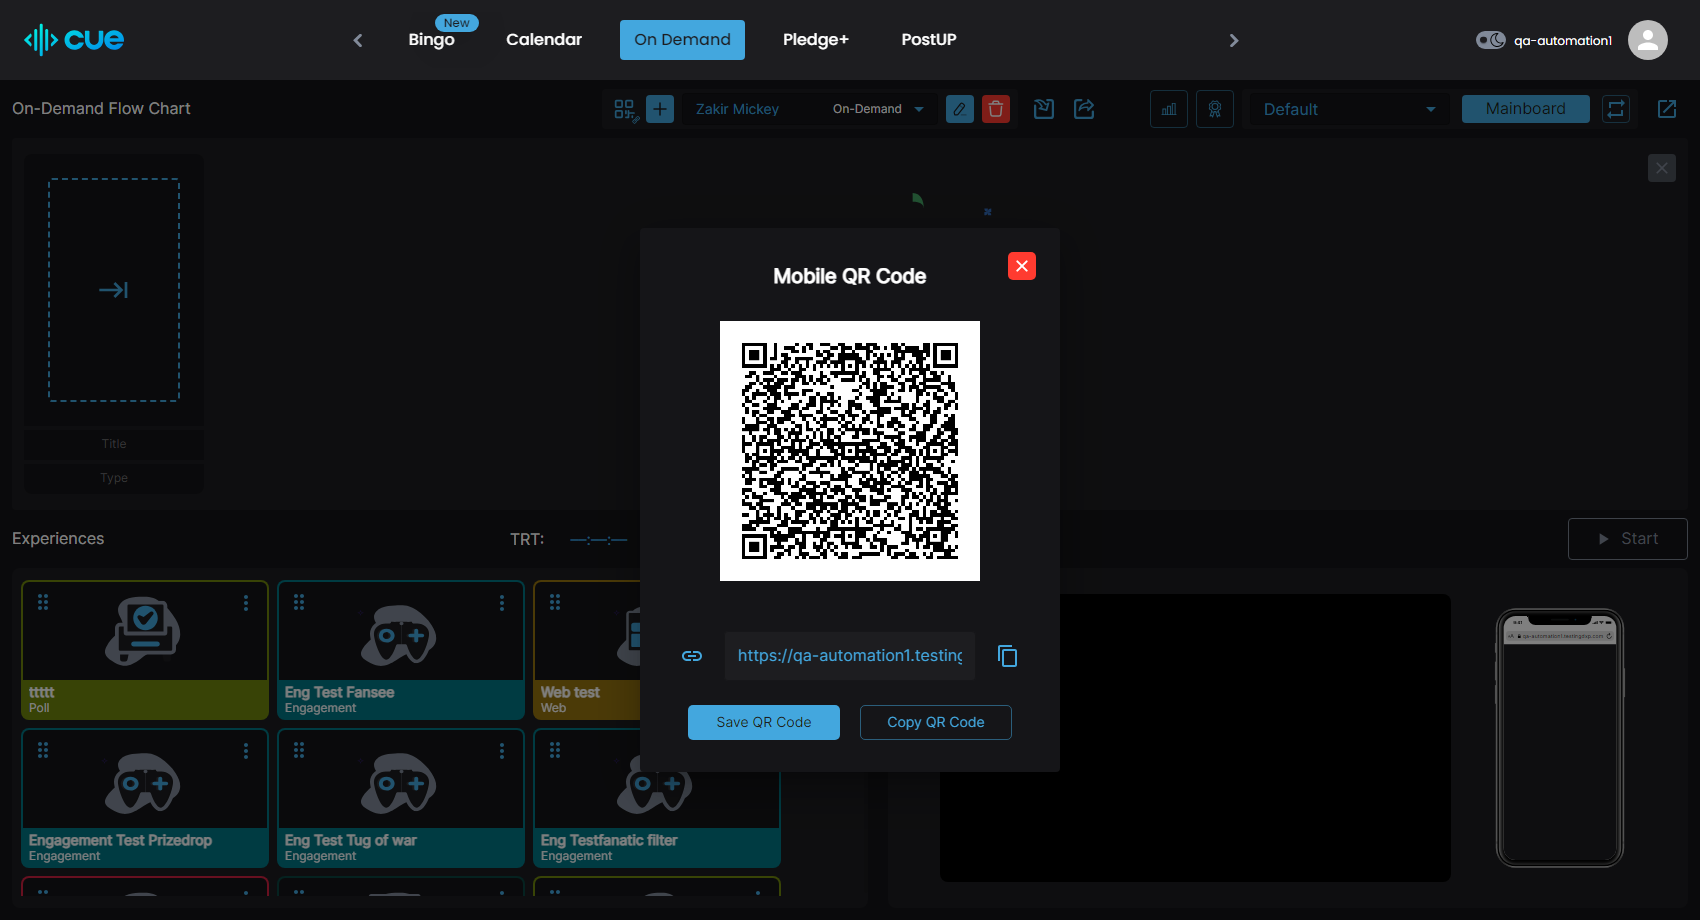 cue
New
Bingo
Calendar
On Demand
Pledge+
PostUP
qa-automation1
On-Demand Flow Chart
Zakir Mickey
On-Demand
Default
Mainboard
Mobile QR Code
Title
Type
https://qa-automation1.testing
Save QR Code
Copy QR Code
Experiences
TRT:
—:—:—
Start
ttttt
Poll
Eng Test Fansee
Engagement
Web test
Web
Engagement Test Prizedrop
Engagement
Eng Test Tug of war
Engagement
Eng Testfanatic filter
Engagement
9:41